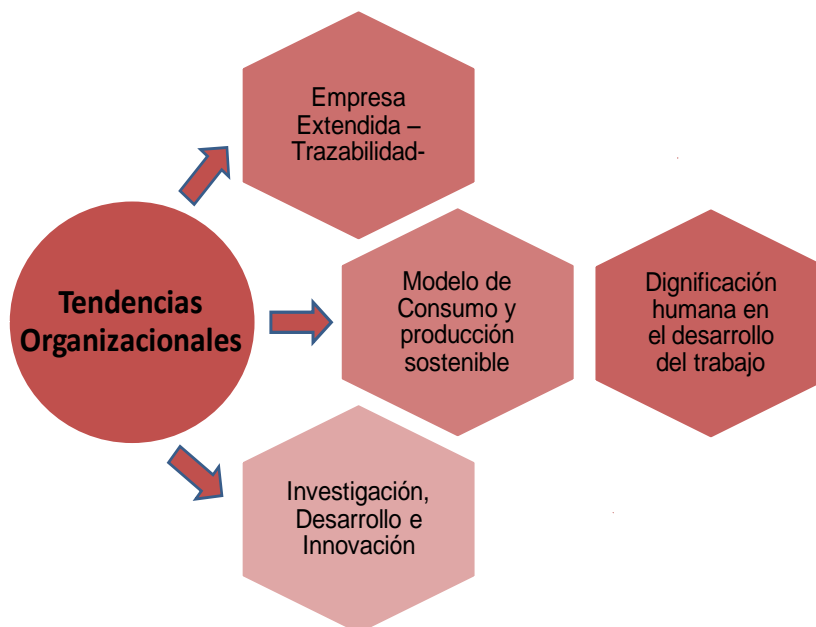 Empresa
Extendida –
Trazabilidad-
Tendencias
Organizacionales
Modelo de
Consumo y
producción
sostenible
Dignificación
humana en
el desarrollo
del trabajo
Investigación,
Desarrollo e
Innovación